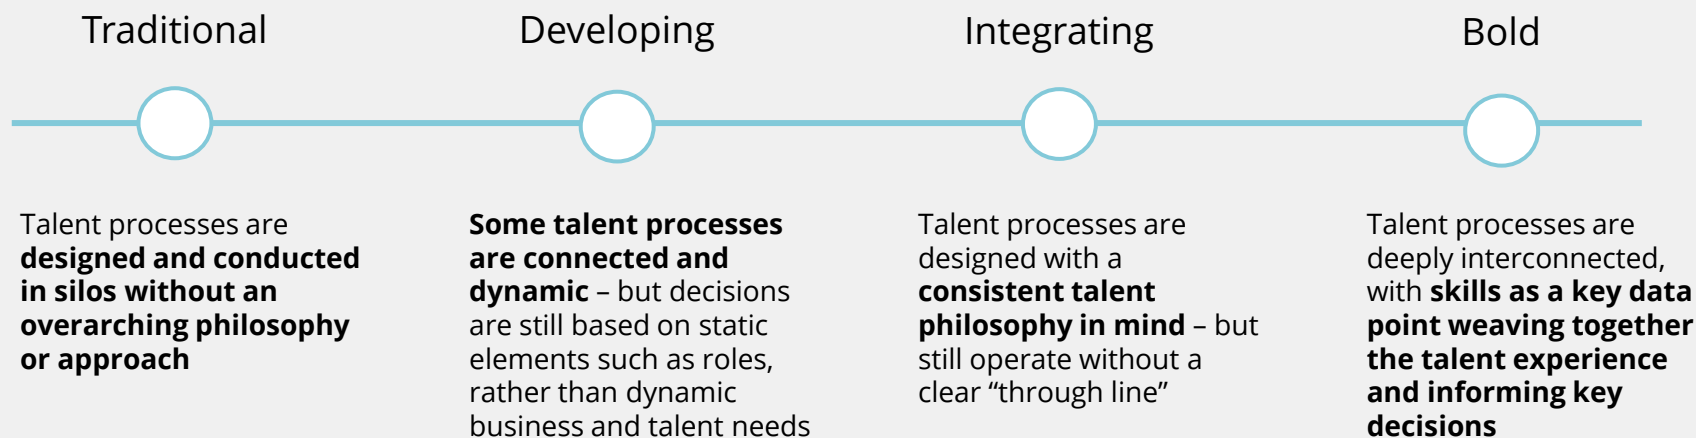 Traditional
Developing
Integrating
Bold
Talent processes are
designed and conducted
in silos without an
overarching philosophy
or approach
Some talent processes
are connected and
dynamic – but decisions
are still based on static
elements such as roles,
rather than dynamic
business and talent needs
Talent processes are
designed with a
consistent talent
philosophy in mind – but
still operate without a
clear “through line”
Talent processes are
deeply interconnected,
with skills as a key data
point weaving together
the talent experience
and informing key
decisions